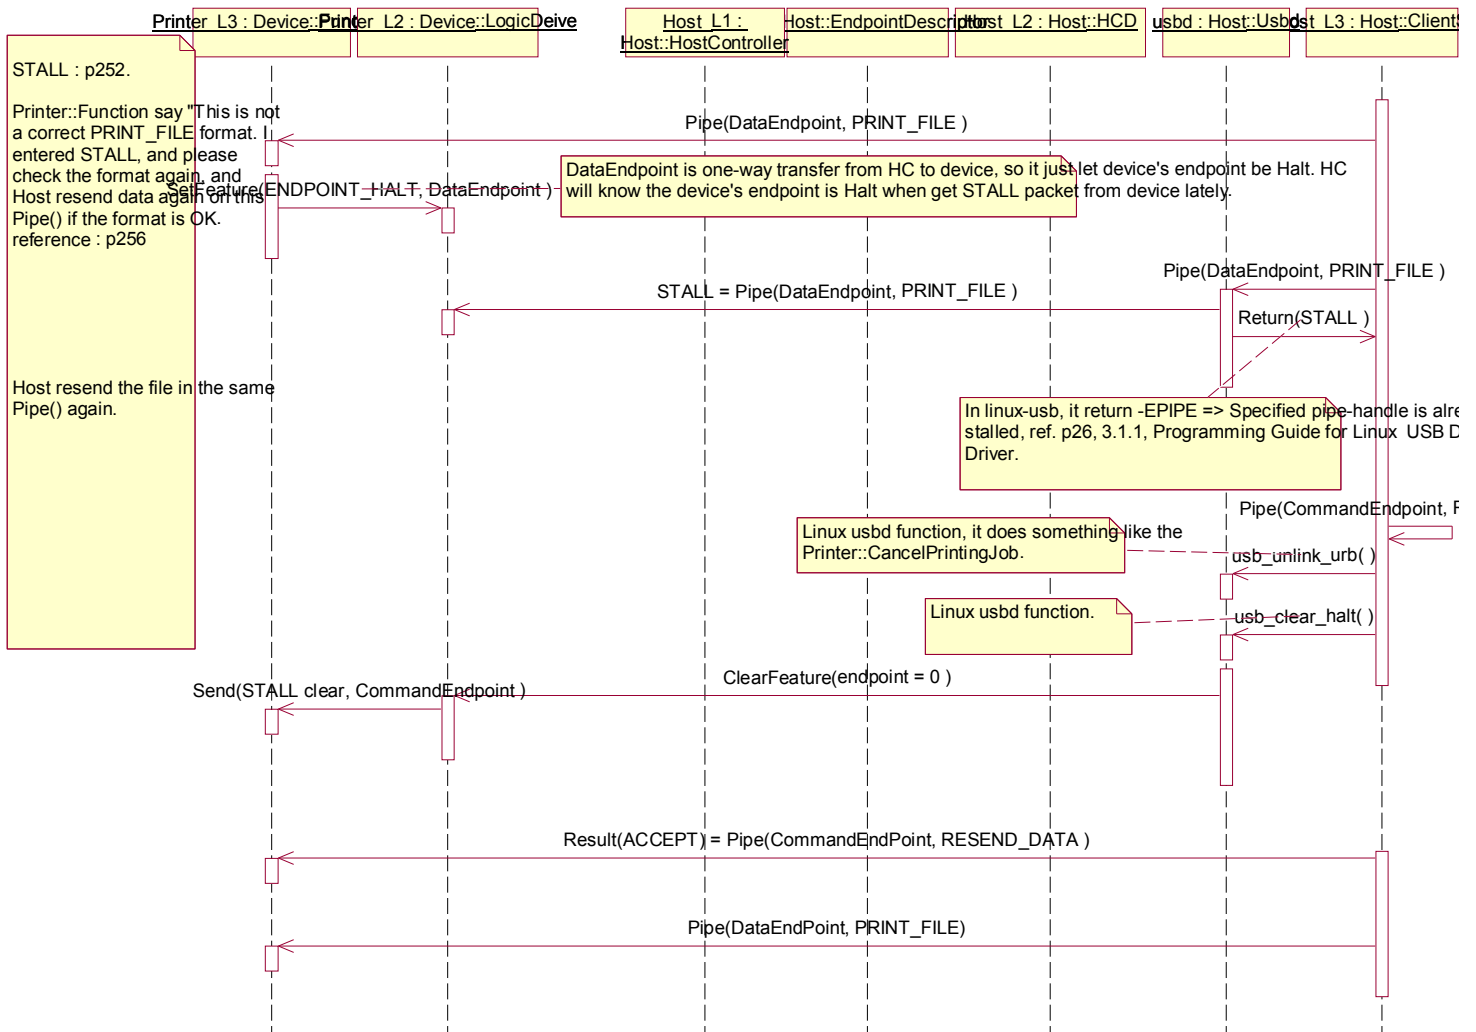 Printer_L3 : Device::Funct
Printer_L2 : Device::LogicDeive
Host_L1 :
Host::HostController
Host::EndpointDescriptor
Host_L2 : Host::HCD
usbd : Host::Usbd
ost_L3 : Host::ClientS
STALL : p252.
Printer::Function say "This is not
a correct PRINT_FILE format. I
entered STALL, and please
check the format again, and
Host resend data again on this
Pipe() if the format is OK.
reference : p256
Host resend the file in the same
Pipe() again.
Pipe(DataEndpoint, PRINT_FILE )
DataEndpoint is one-way transfer from HC to device, so it just let device's endpoint be Halt. HC
will know the device's endpoint is Halt when get STALL packet from device lately.
SetFeature(ENDPOINT_HALT, DataEndpoint )
Pipe(DataEndpoint, PRINT_FILE )
STALL = Pipe(DataEndpoint, PRINT_FILE )
Return(STALL )
In linux-usb, it return -EPIPE => Specified pipe-handle is alre
stalled, ref. p26, 3.1.1, Programming Guide for Linux USB D
Driver.
Pipe(CommandEndpoint,
Linux usbd function, it does something like the
Printer::CancelPrintingJob.
usb_unlink_urb( )
Linux usbd function.
usb_clear_halt( )
ClearFeature(endpoint = 0 )
Send(STALL clear, CommandEndpoint )
Result(ACCEPT) = Pipe(CommandEndPoint, RESEND_DATA )
Pipe(DataEndPoint, PRINT_FILE)